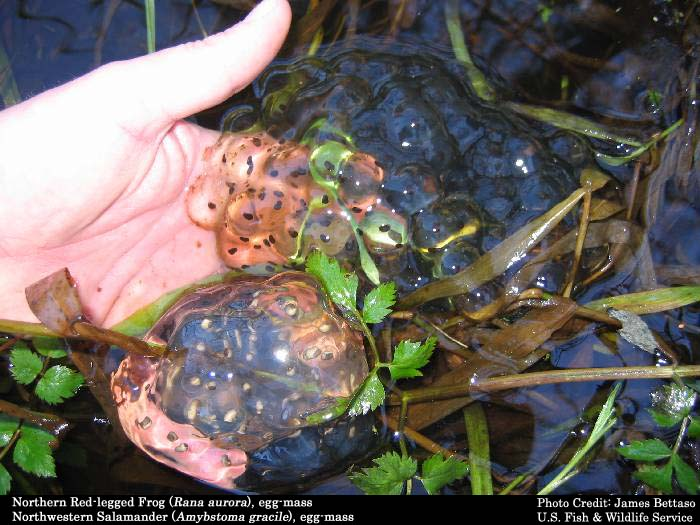 Northern Red-legged Frog (Rana aurora), egg-mass
Northwestern Salamander (Amybstoma gracile), egg-mass
Photo Credit: James Bettaso
U.S. Fish & Wildlife Service